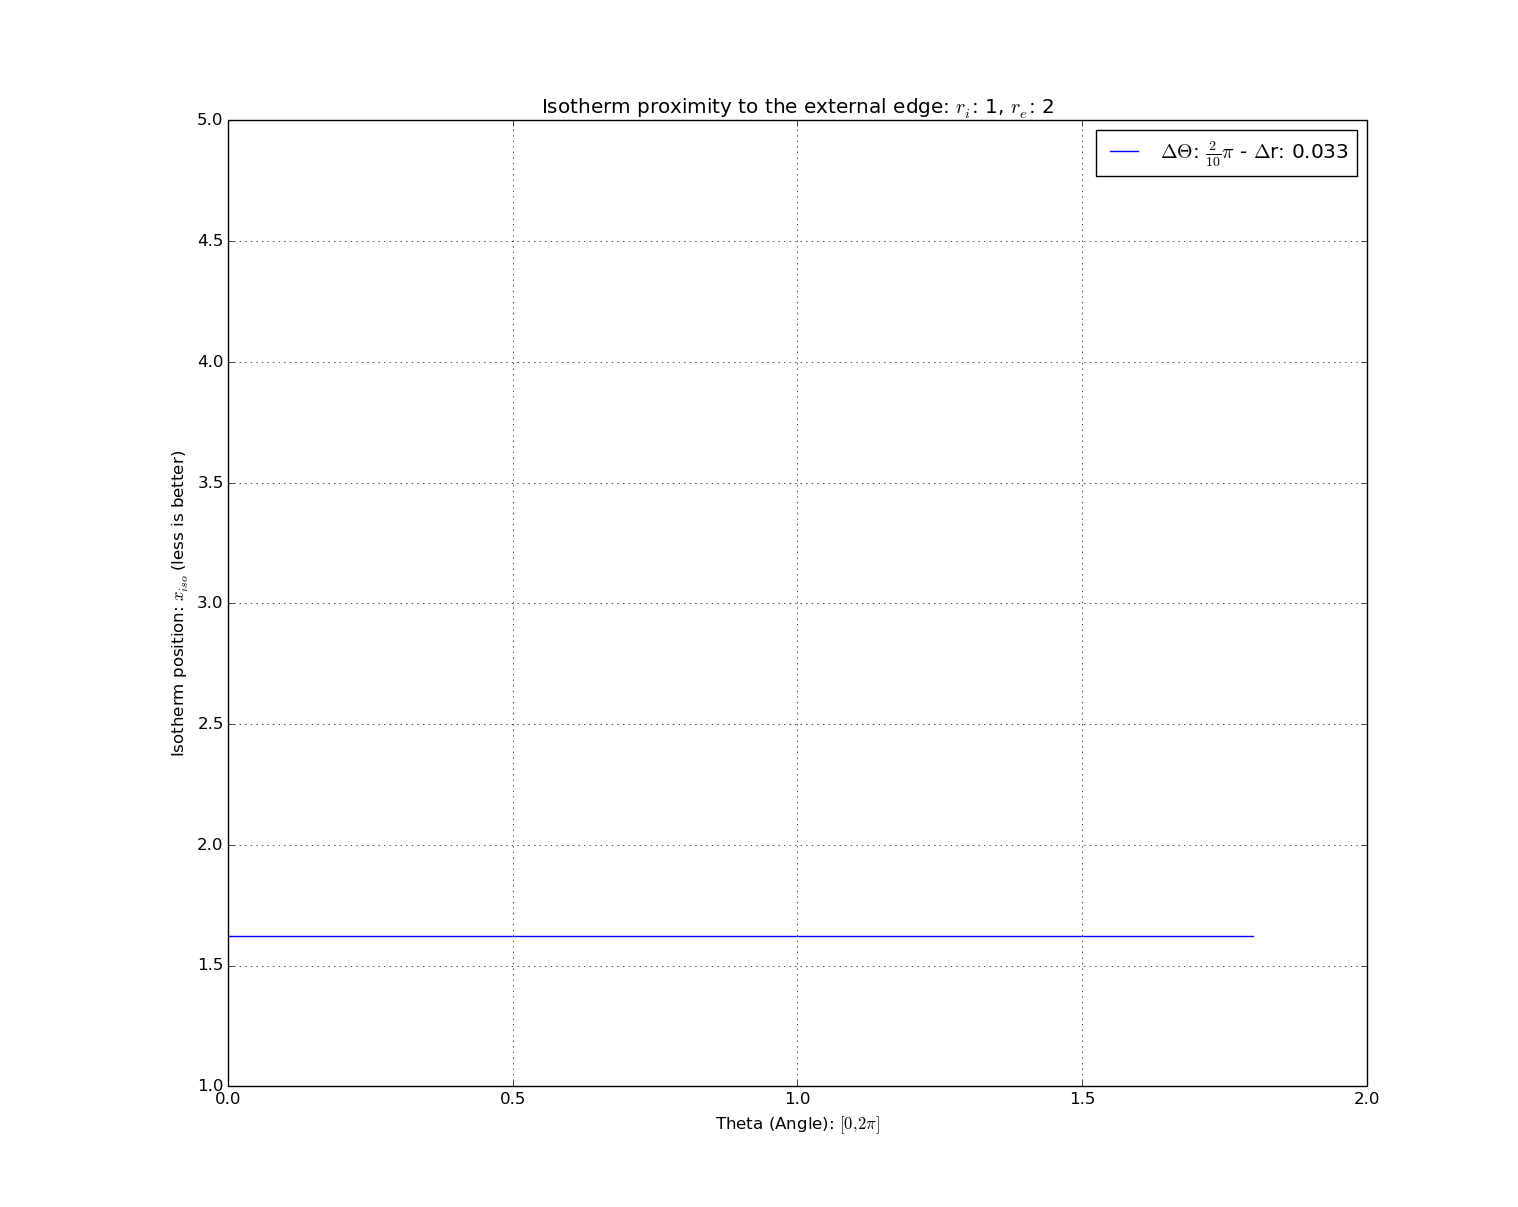 Isotherm proximity to the external edge: r_i: 1, r_e: 2
ΔΘ: 2/10 π - Δr: 0.033
5.0
4.5
4.0
3.5
3.0
2.5
2.0
1.5
1.0
Isotherm position: x_iso (less is better)
0.0 0.5 1.0 1.5 2.0
Theta (Angle): [0,2π]